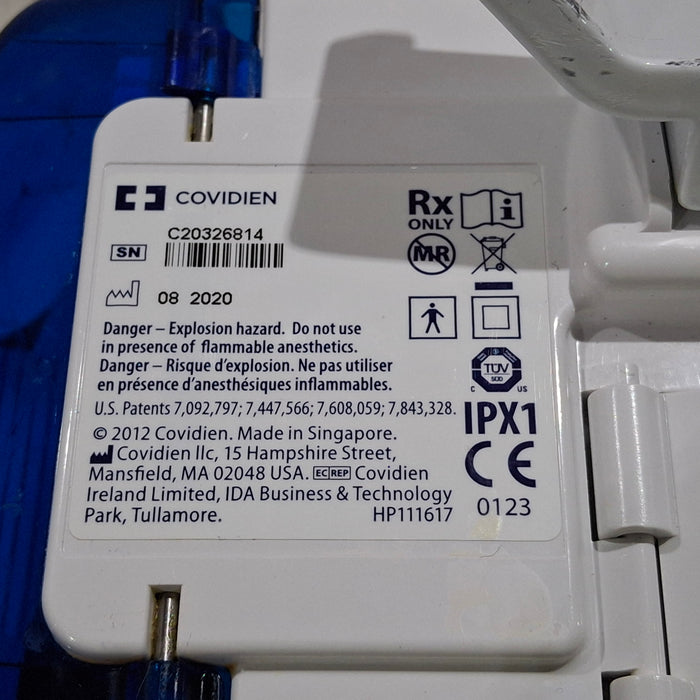 COVIDIEN
C20326814
SN
08 2020
Danger – Explosion hazard. Do not use
in presence of flammable anesthetics.
Danger – Risque d'explosion. Ne pas utiliser
en présence d'anesthésiques inflammables.
U.S. Patents 7,092,797; 7,447,566; 7,608,059; 7,843,328.
© 2012 Covidien. Made in Singapore.
Covidien llc, 15 Hampshire Street,
Mansfield, MA 02048 USA. EC REP Covidien
Ireland Limited, IDA Business & Technology
Park, Tullamore. HP111617
Rx
ONLY
i
MR
TÜV
SÜD
C US
IPX1
CE
0123